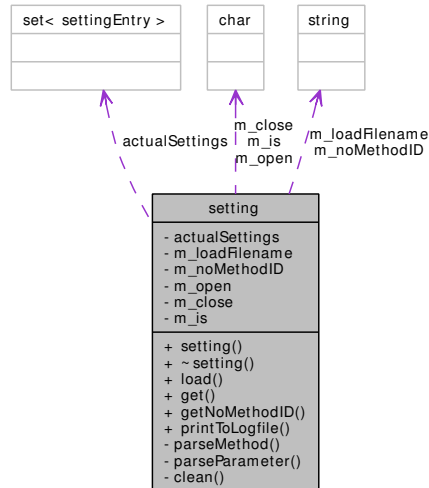 set< settingEntry >
char
string
actualSettings
m_close
m_is
m_open
m_loadFilename
m_noMethodID
setting
- actualSettings
- m_loadFilename
- m_noMethodID
- m_open
- m_close
- m_is
+ setting()
+ ~setting()
+ load()
+ get()
+ getNoMethodID()
+ printToLogfile()
- parseMethod()
- parseParameter()
- clean()